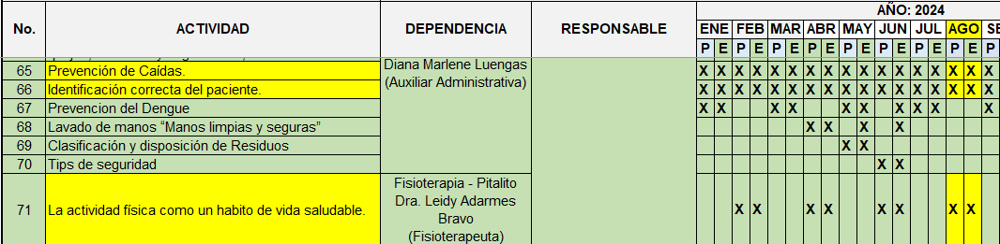 AÑO: 2024
No. ACTIVIDAD DEPENDENCIA RESPONSABLE ENE FEB MAR ABR MAY JUN JUL AGO
P E P E P E P E P E P E P E P E P
65 Prevención de Caídas. X X X X X X X X X X X X X X X X X
Diana Marlene Luengas
(Auxiliar Administrativa)
66 Identificación correcta del paciente. X X X X X X X X X X X X X X X X X
67 Prevencion del Dengue X X X X X X X X X X
68 Lavado de manos “Manos limpias y seguras” X X X X
69 Clasificación y disposición de Residuos X X
70 Tips de seguridad X X
71 La actividad física como un habito de vida saludable. X X X X X X X X
Fisioterapia - Pitalito
Dra. Leidy Adarmes
Bravo
(Fisioterapeuta)